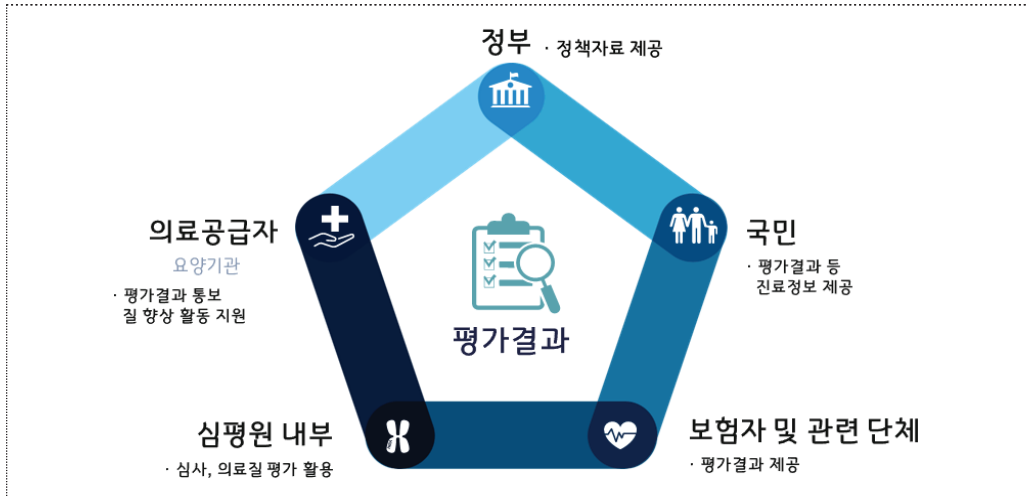 정부
· 정책자료 제공
의료공급자
요양기관
· 평가결과 통보
질 향상 활동 지원
국민
· 평가결과 등
진료정보 제공
평가결과
심평원 내부
· 심사, 의료질 평가 활용
보험자 및 관련 단체
· 평가결과 제공